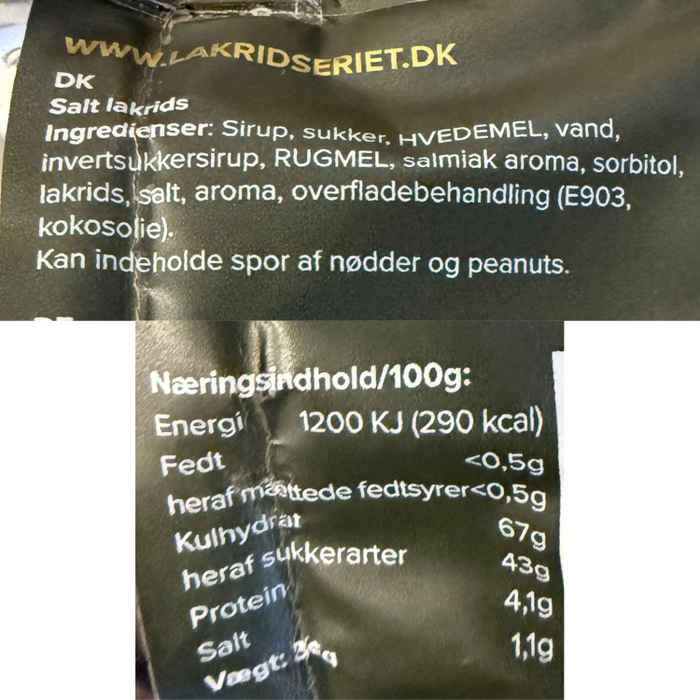 WWW.LAKRIDSERIET.DK
DK
Salt lakrids
Ingredienser: Sirup, sukker, HVEDEMEL, vand,
invertsukkersirup, RUGMEL, salmiak aroma, sorbitol,
lakrids, salt, aroma, overfladebehandling (E903,
kokosolie).
Kan indeholde spor af nødder og peanuts.
Næringsindhold/100g:
Energi 1200 KJ (290 kcal)
Fedt <0,5g
heraf mættede fedtsyrer<0,5g
Kulhydrat 67g
heraf sukkerarter 43g
Protein 4,1g
Salt 1,1g
Vægt: